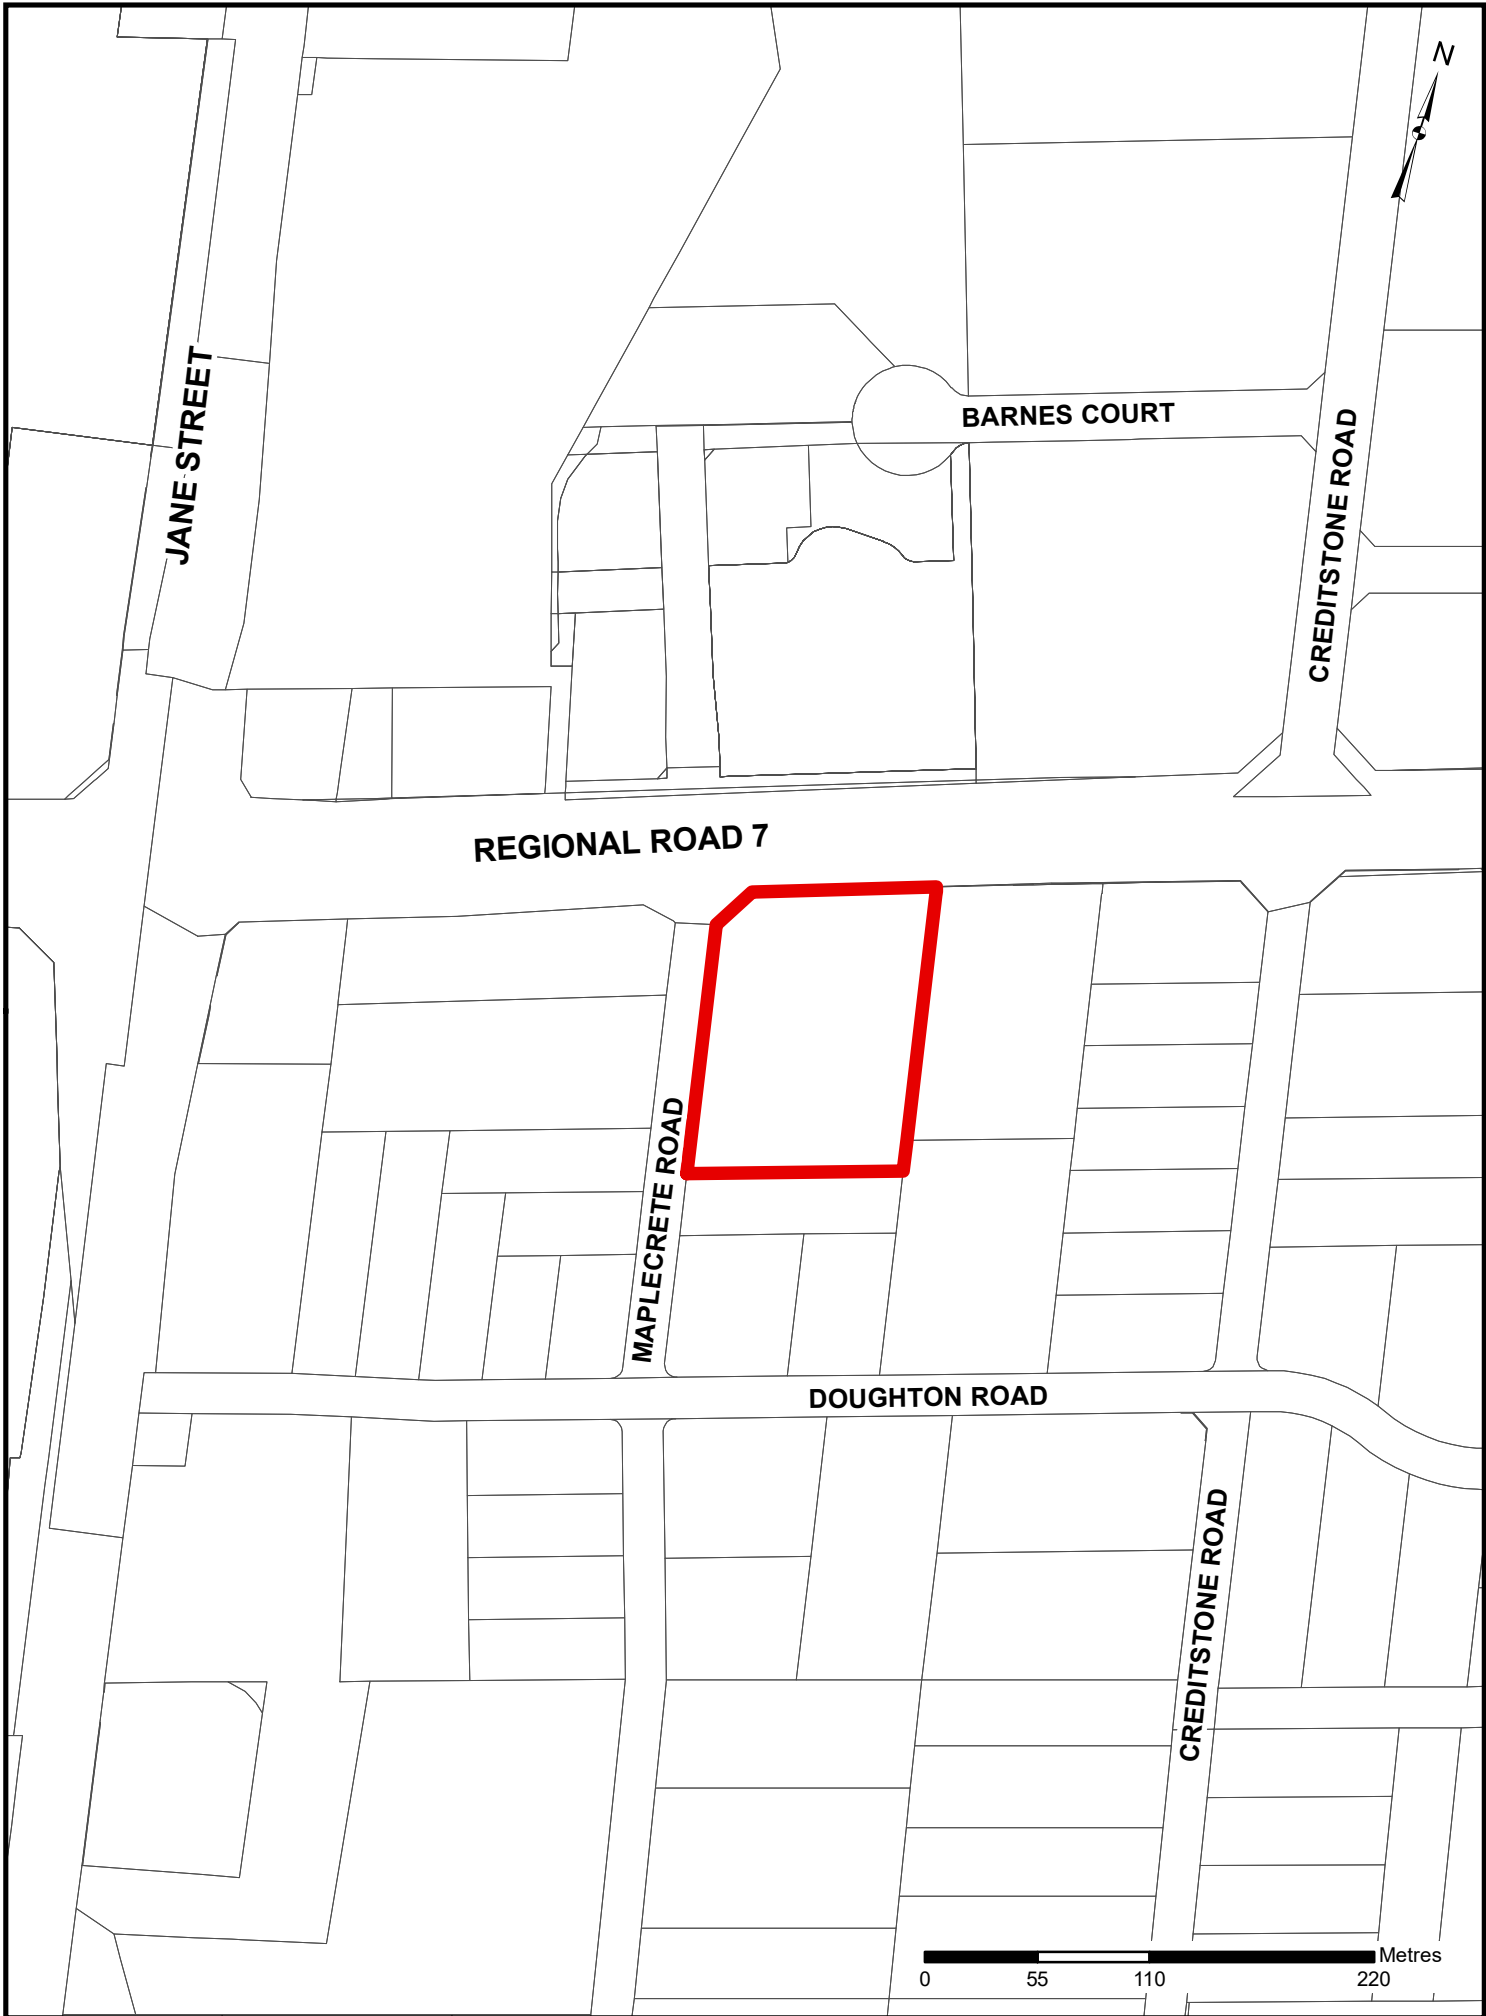 N
JANE STREET
BARNES COURT
CREDITSTONE ROAD
REGIONAL ROAD 7
MAPLECRETE ROAD
DOUGHTON ROAD
CREDITSTONE ROAD
Metres
0 55 110 220